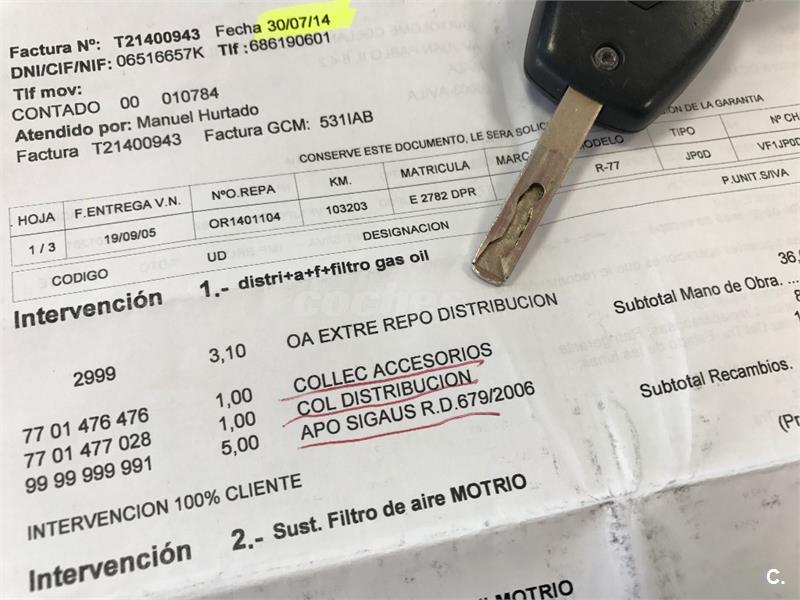 Factura Nº: T21400943 Fecha 30/07/14
DNI/CIF/NIF: 06516657K Tlf :686190601
Tlf mov:
CONTADO 00 010784
Atendido por: Manuel Hurtado
Factura T21400943 Factura GCM: 531IAB
CONSERVE ESTE DOCUMENTO, LE SERA SOLIC DE LA GARANTIA
HOJA F.ENTREGA V.N. NºO.REPA KM. MATRICULA MARC MODELO TIPO Nº CH
1 / 3 19/09/05 OR1401104 103203 E 2782 DPR R-77 JP0D VF1JP0D
CODIGO UD DESIGNACION P.UNIT.S/VA
Intervención 1.- distri+a+f+filtro gas oil
2999 3,10 OA EXTRE REPO DISTRIBUCION 36,
Subtotal Mano de Obra. ...
77 01 476 476 1,00 COLLEC ACCESORIOS
77 01 477 028 1,00 COL DISTRIBUCION
99 99 999 991 5,00 APO SIGAUS R.D.679/2006
Subtotal Recambios.
INTERVENCION 100% CLIENTE (Pr
Intervención 2.- Sust. Filtro de aire MOTRIO
MOTRIO
c.